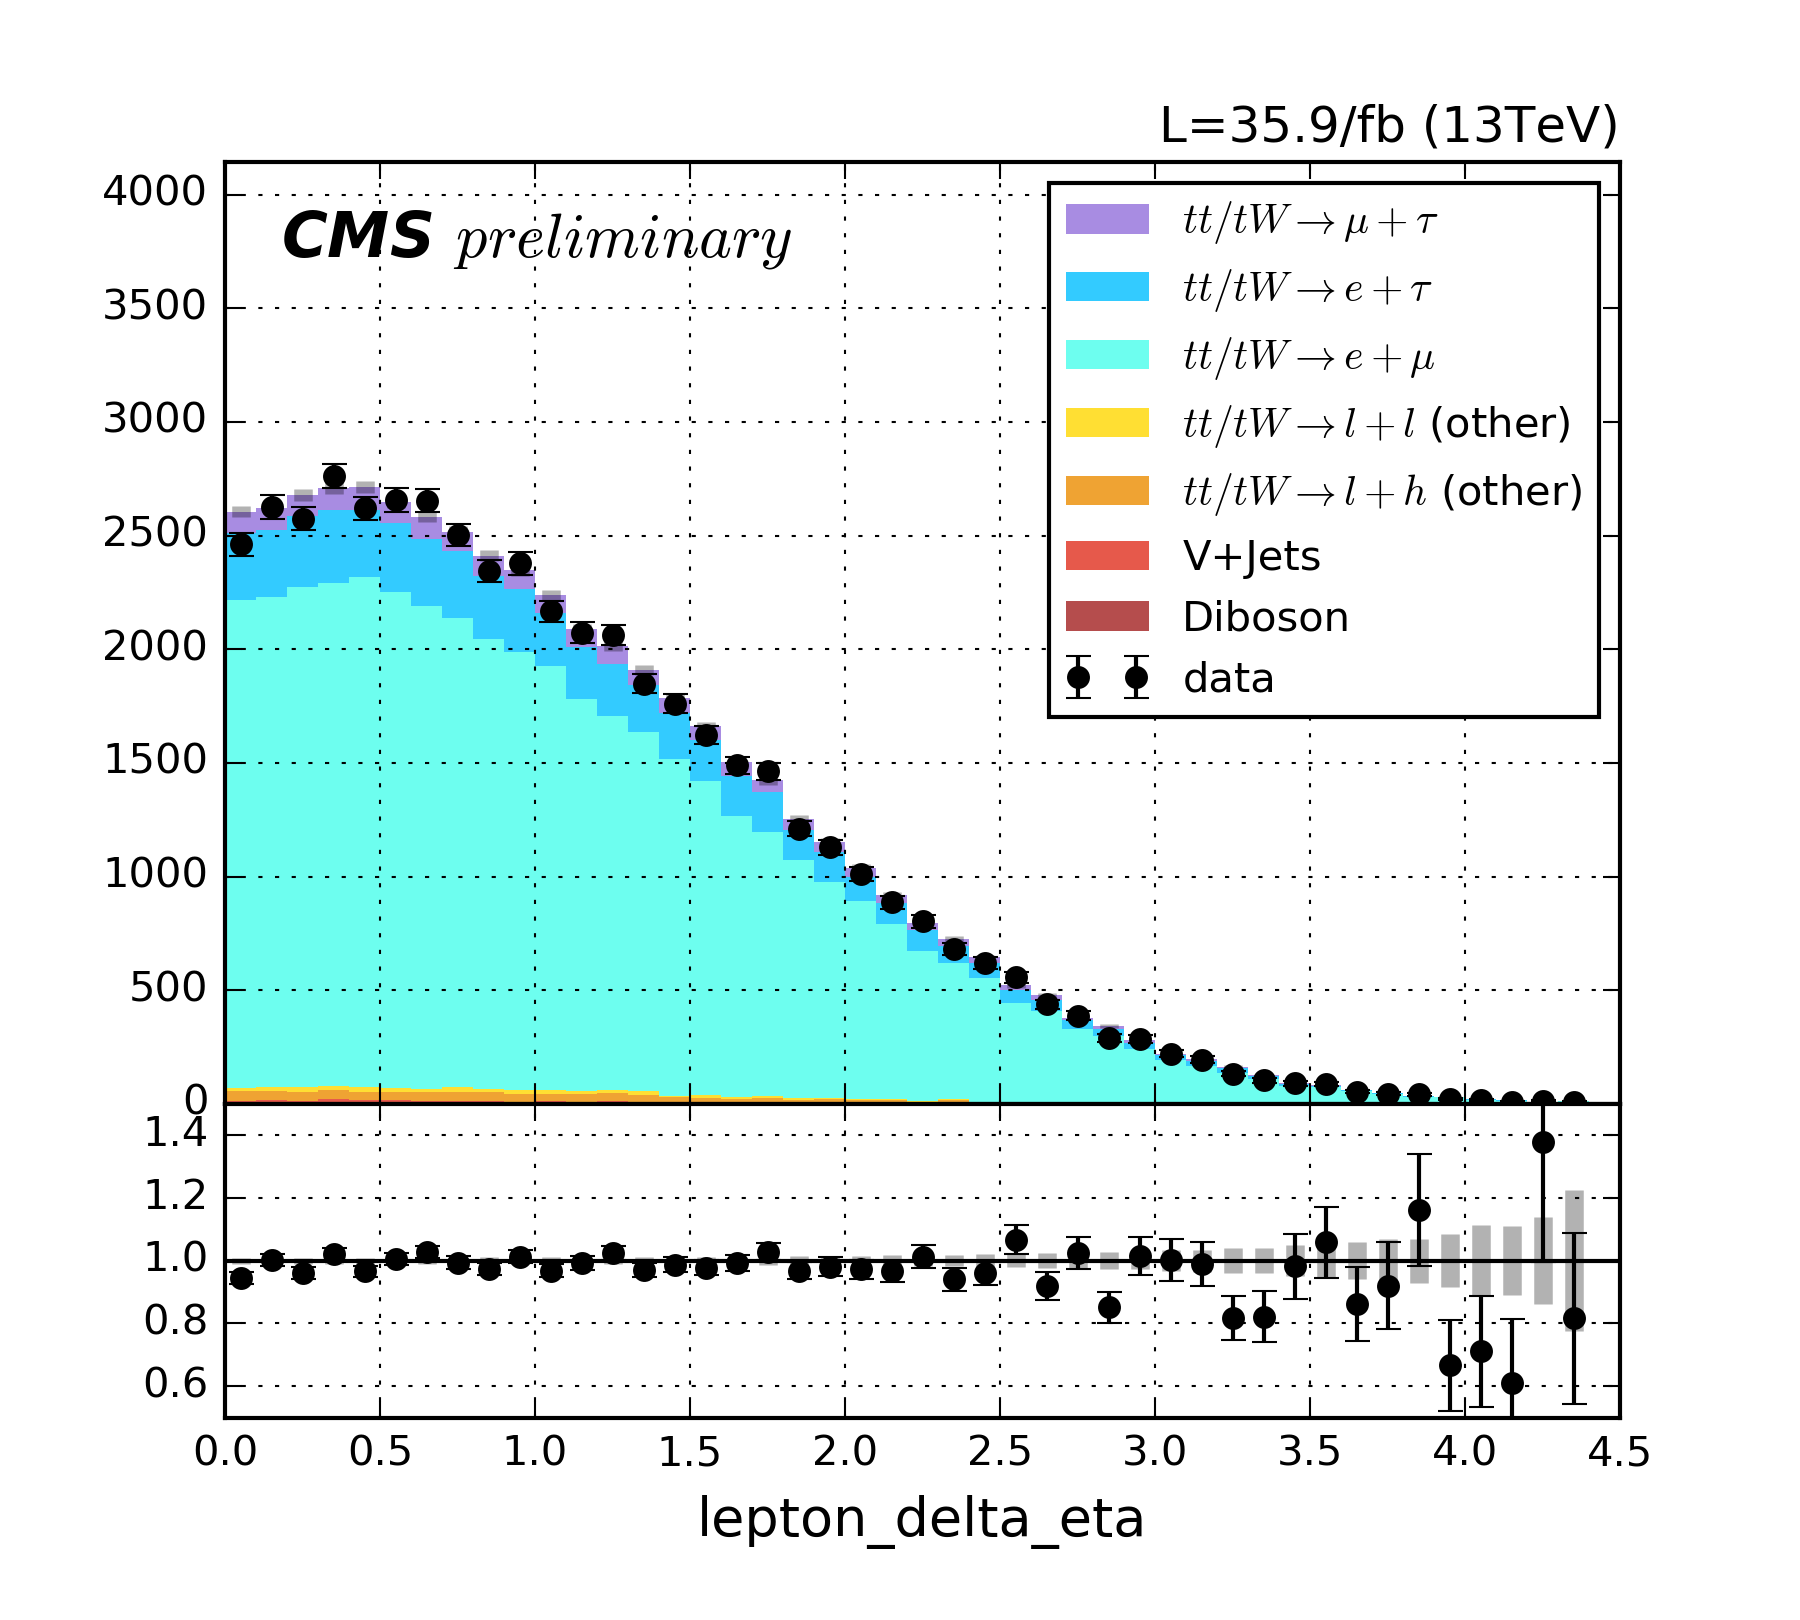 L=35.9/fb (13TeV)
CMS preliminary
4000
3500
3000
2500
2000
1500
1000
500
0
tt/tW → μ + τ
tt/tW → e + τ
tt/tW → e + μ
tt/tW → l + l (other)
tt/tW → l + h (other)
V+Jets
Diboson
data
1.4
1.2
1.0
0.8
0.6
0.0 0.5 1.0 1.5 2.0 2.5 3.0 3.5 4.0 4.5
lepton_delta_eta